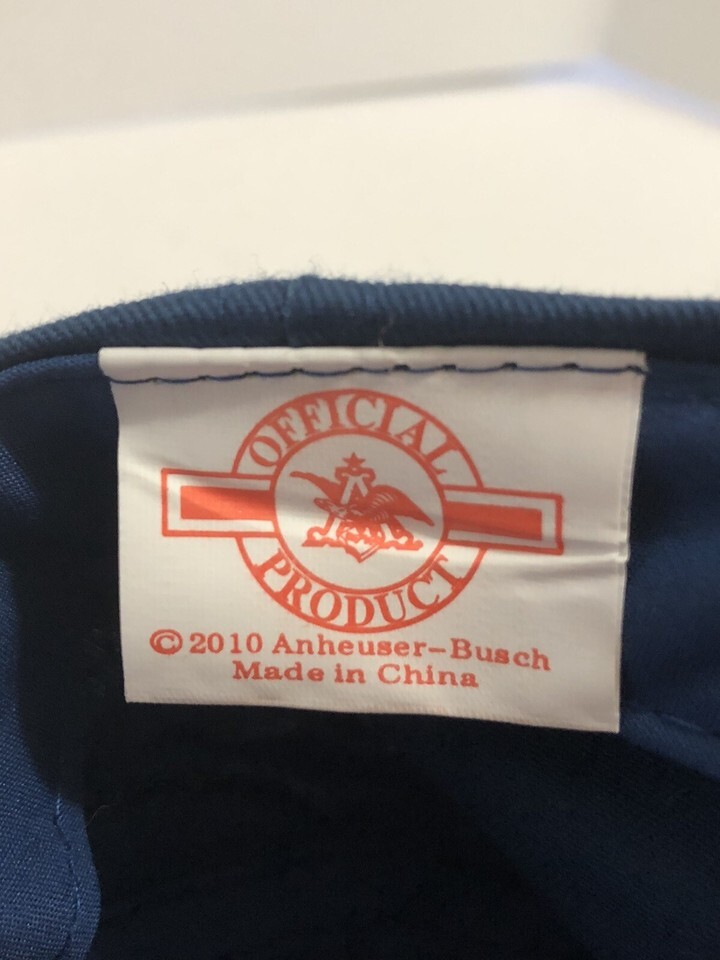 OFFICIAL
PRODUCT
© 2010 Anheuser-Busch
Made in China